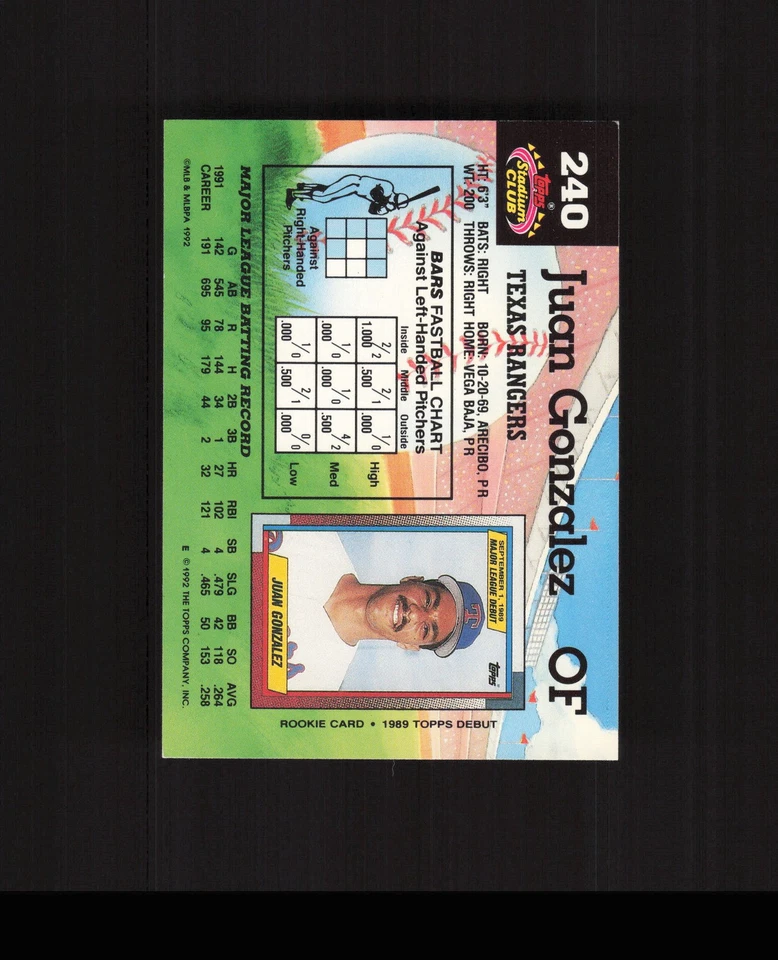 240
TOPPS®
Stadium
CLUB
Juan Gonzalez OF
TEXAS RANGERS
HT: 6'3" BATS: RIGHT BORN: 10-20-69, ARECIBO, PR
WT: 200 THROWS: RIGHT HOME: VEGA BAJA, PR
BARS FASTBALL CHART
Against Left-Handed Pitchers
Inside Middle Outside
2/2 1.000 2/1 .500 1/0 .000 High
1/0 .000 1/0 .000 4/2 .500 Med
1/0 .000 2/1 .500 0/0 .000 Low
Against
Right-Handed
Pitchers
SEPTEMBER 1, 1989
MAJOR LEAGUE DEBUT
TOPPS
JUAN GONZALEZ
ROOKIE CARD • 1989 TOPPS DEBUT
MAJOR LEAGUE BATTING RECORD
G AB R H 2B 3B HR RBI SB SLG BB SO AVG
1991 142 545 78 144 34 1 27 102 4 .479 42 118 .264
CAREER 191 695 95 179 44 2 32 121 4 .465 50 153 .258
©MLB & MLBPA 1992
E ©1992 THE TOPPS COMPANY, INC.